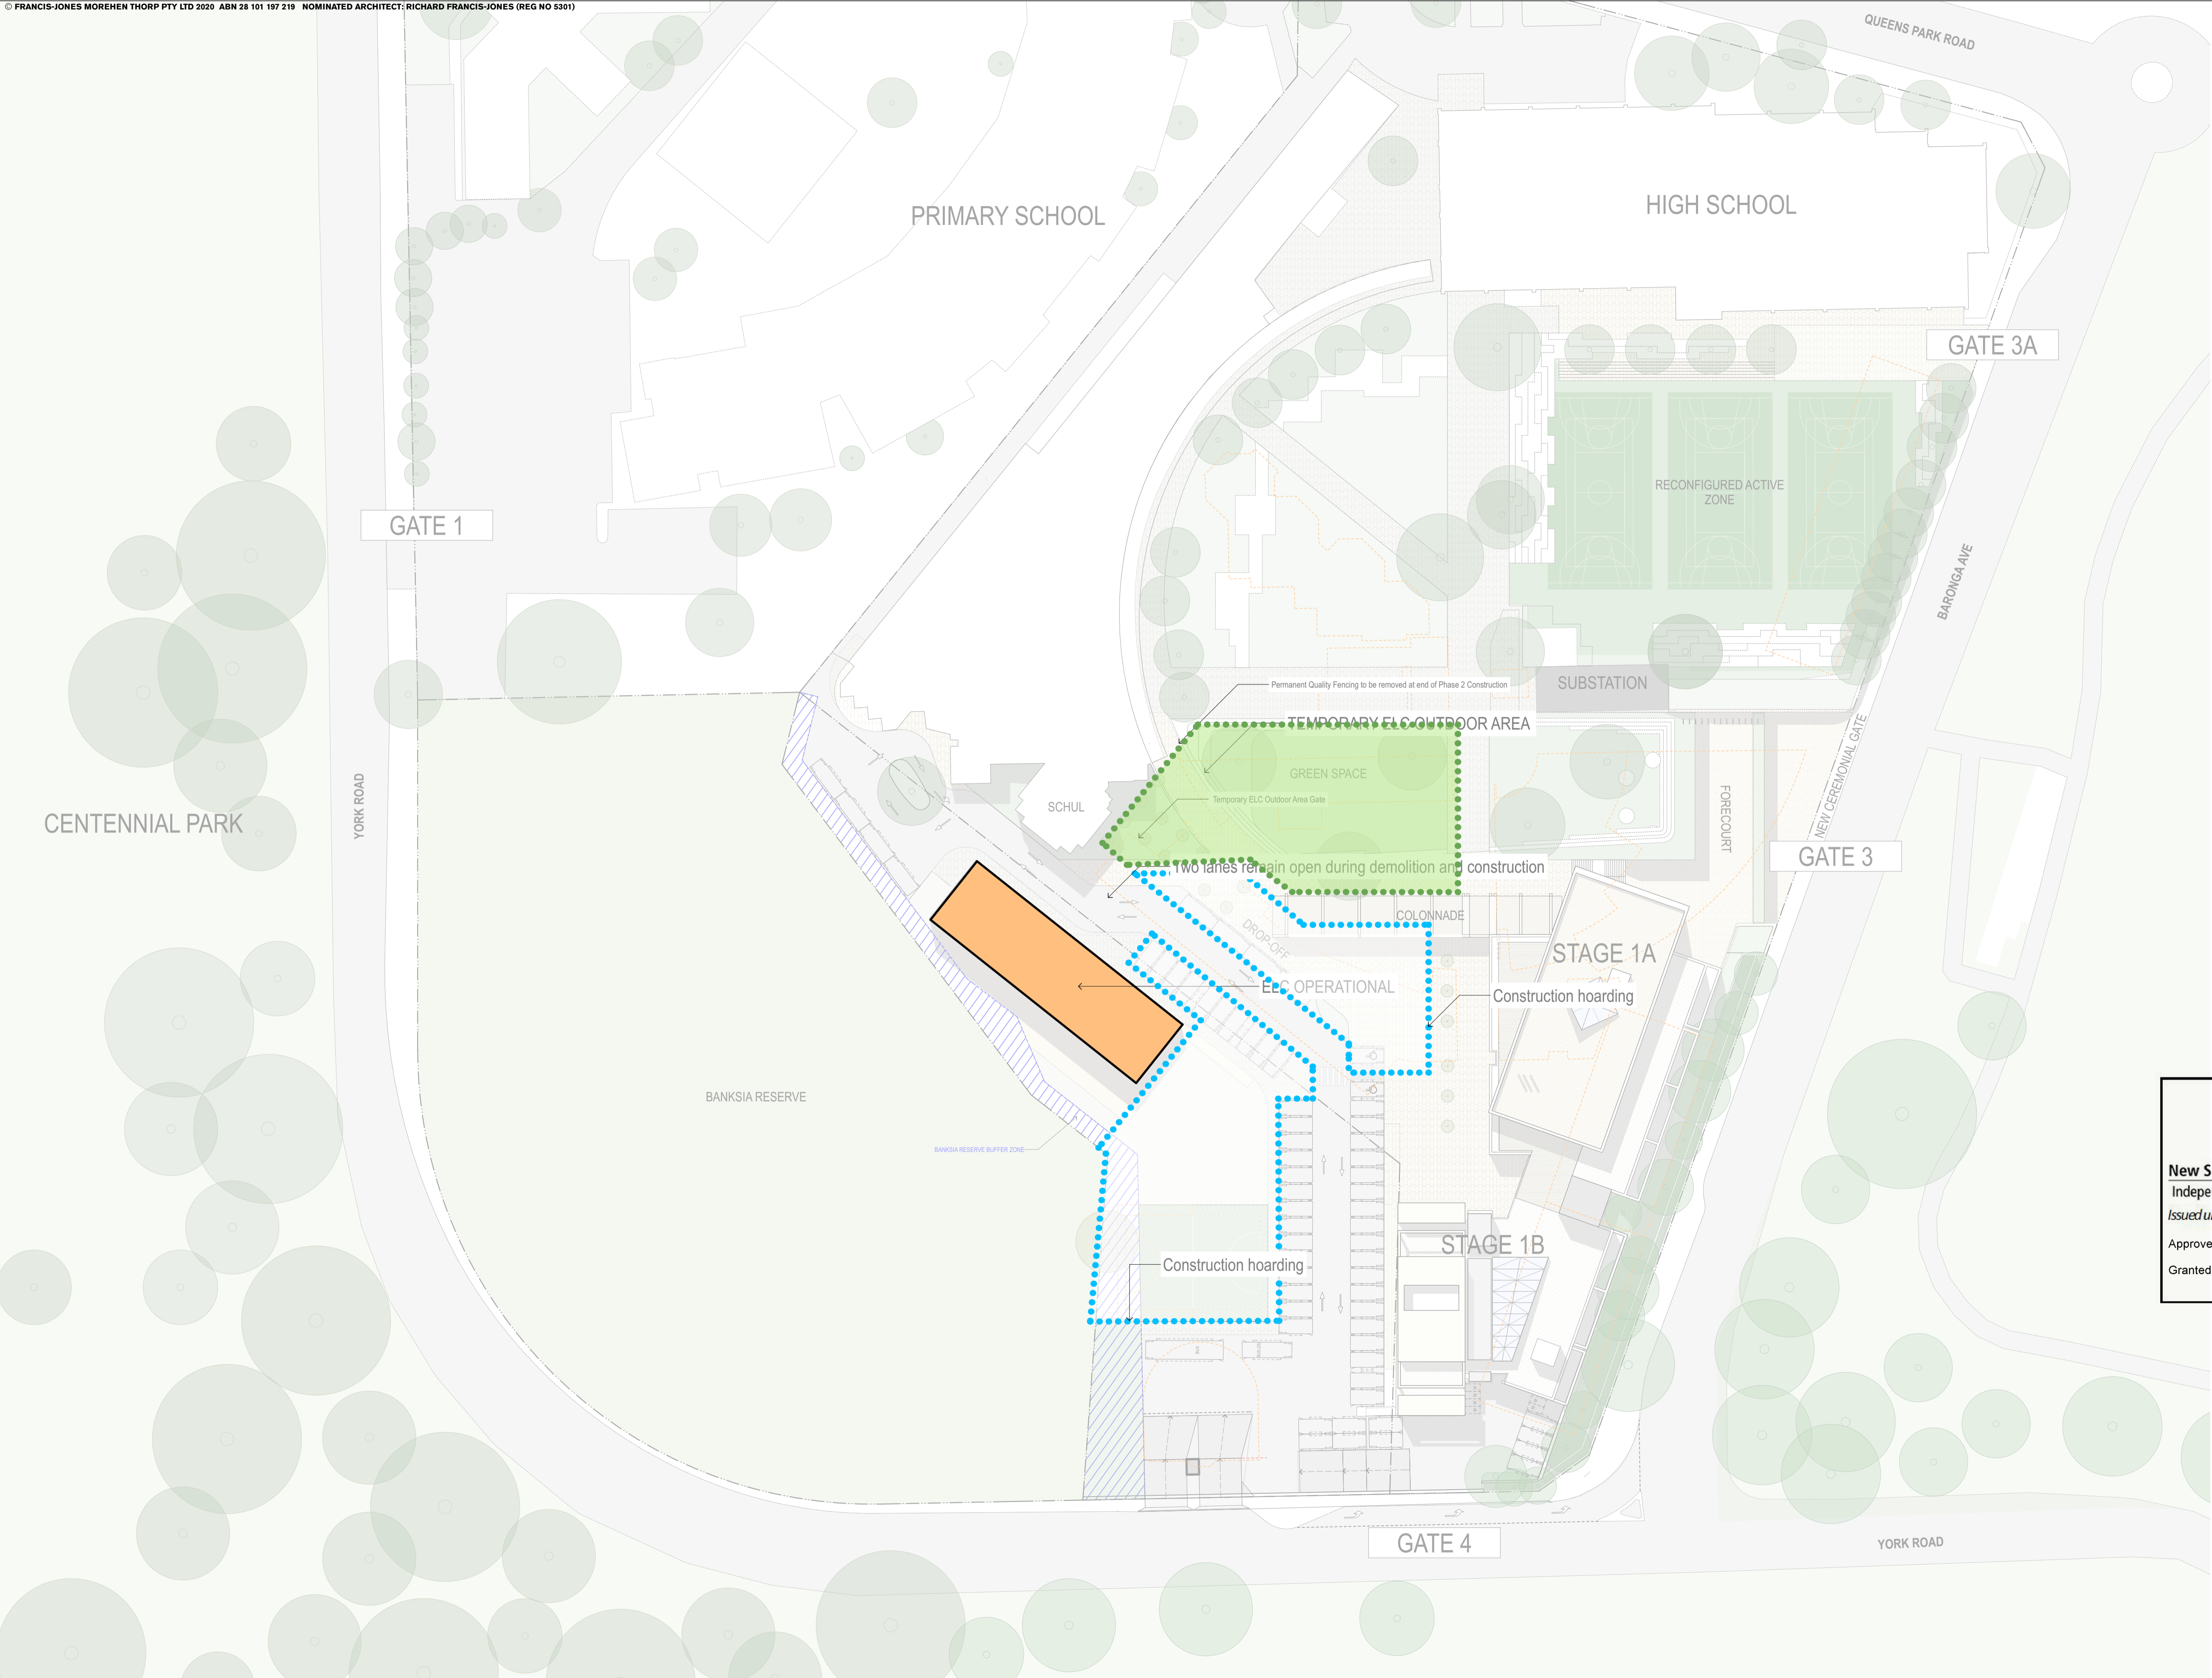 © FRANCIS-JONES MOREHEN THORP PTY LTD 2020 ABN 28 101 197 219 NOMINATED ARCHITECT: RICHARD FRANCIS-JONES (REG NO 5301)
QUEENS PARK ROAD
PRIMARY SCHOOL
HIGH SCHOOL
GATE 3A
RECONFIGURED ACTIVE
ZONE
GATE 1
BARONGA AVE
SUBSTATION
Permanent Quality Fencing to be removed at end of Phase 2 Construction
TEMPORARY ELC OUTDOOR AREA
NEW CEREMONIAL GATE
GREEN SPACE
Temporary ELC Outdoor Area Gate
SCHUL
FORECOURT
CENTENNIAL PARK
YORK ROAD
GATE 3
Two lanes remain open during demolition and construction
COLONNADE
DROP-OFF
STAGE 1A
ELC OPERATIONAL
Construction hoarding
BANKSIA RESERVE
BANKSIA RESERVE BUFFER ZONE
New S
Indepe
Issued u
Approve
Granted
STAGE 1B
Construction hoarding
GATE 4
YORK ROAD